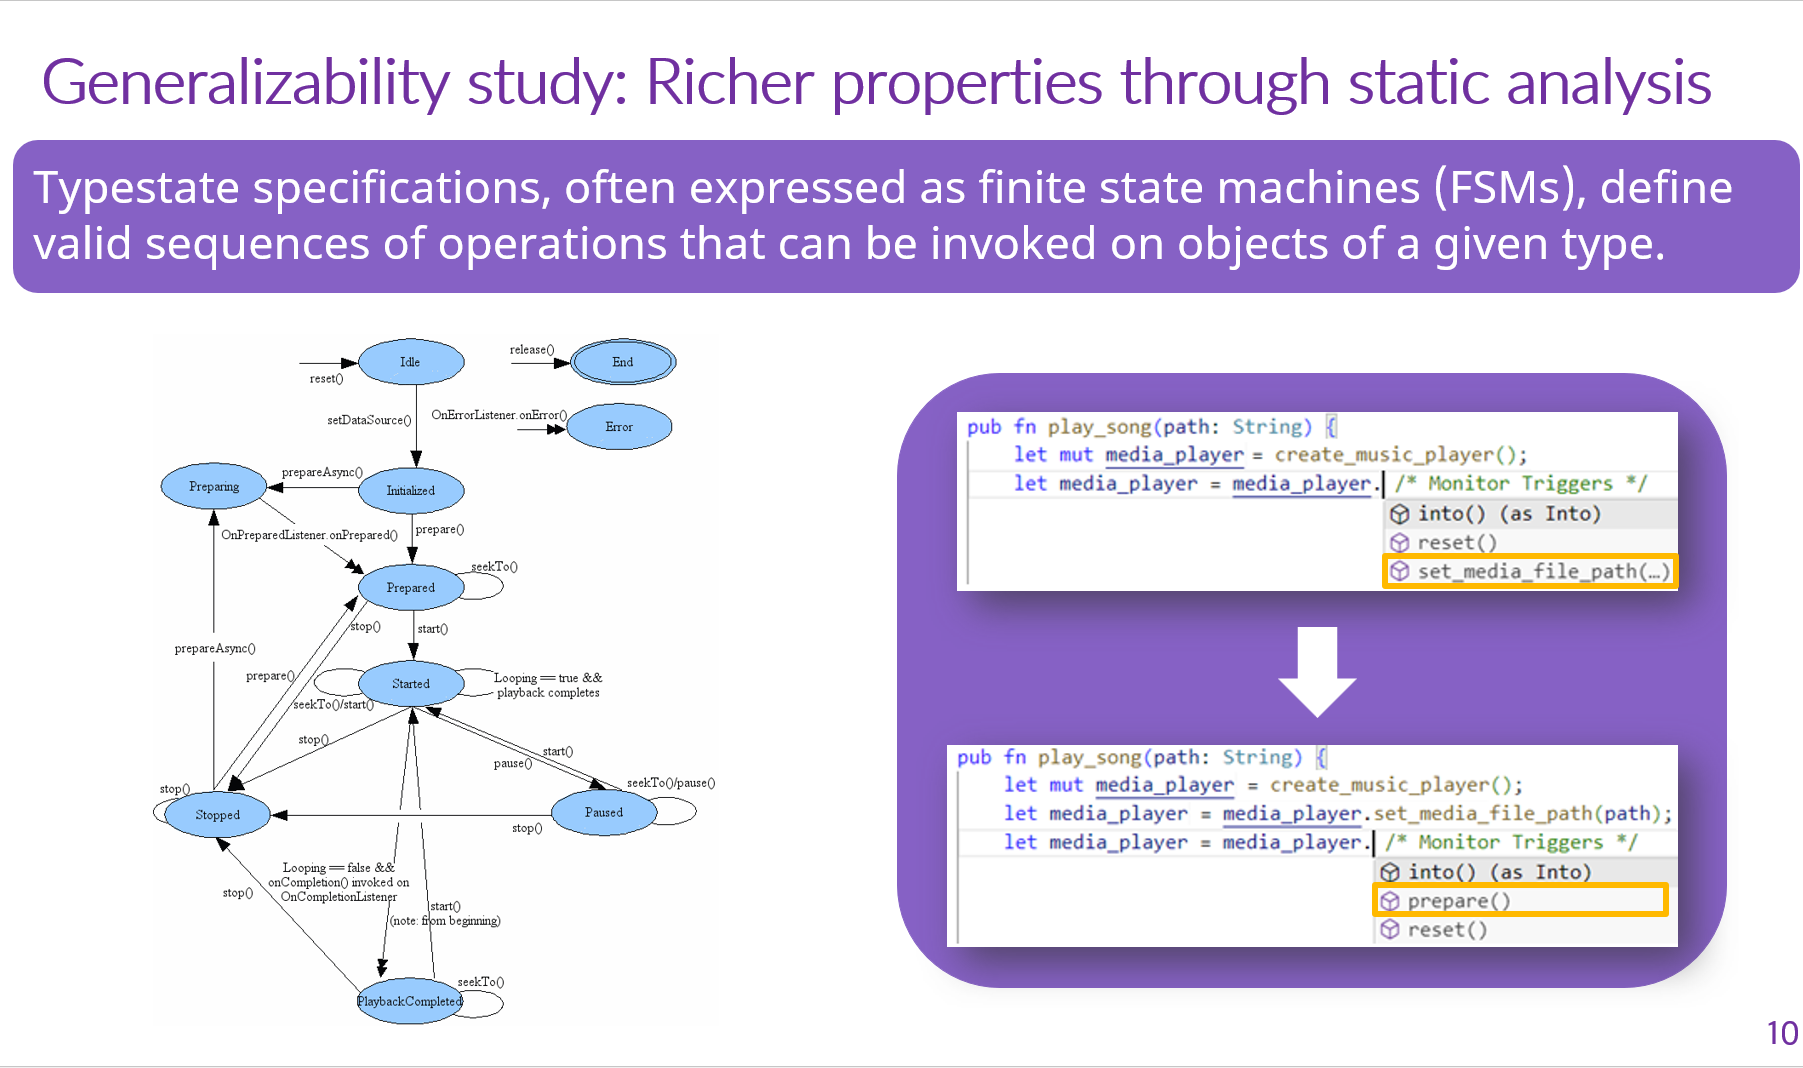 Generalizability study: Richer properties through static analysis
Typestate specifications, often expressed as finite state machines (FSMs), define
valid sequences of operations that can be invoked on objects of a given type.
Idle
reset()
release()
End
setDataSource()
OnErrorListener.onError()
Error
Preparing
prepareAsync()
Initialized
OnPreparedListener.onPrepared()
prepare()
Prepared
seekTo()
stop()
start()
prepareAsync()
prepare()
Started
Looping == true &&
playback completes
seekTo()/start()
stop()
start()
pause()
seekTo()/pause()
stop()
Stopped
Paused
stop()
Looping == false &&
onCompletion() invoked on
OnCompletionListener
stop()
start()
(note: from beginning)
PlaybackCompleted
seekTo()
pub fn play_song(path: String) {
let mut media_player = create_music_player();
let media_player = media_player. /* Monitor Triggers */
into() (as Into)
reset()
set_media_file_path(…)
pub fn play_song(path: String) {
let mut media_player = create_music_player();
let media_player = media_player.set_media_file_path(path);
let media_player = media_player. /* Monitor Triggers */
into() (as Into)
prepare()
reset()
10